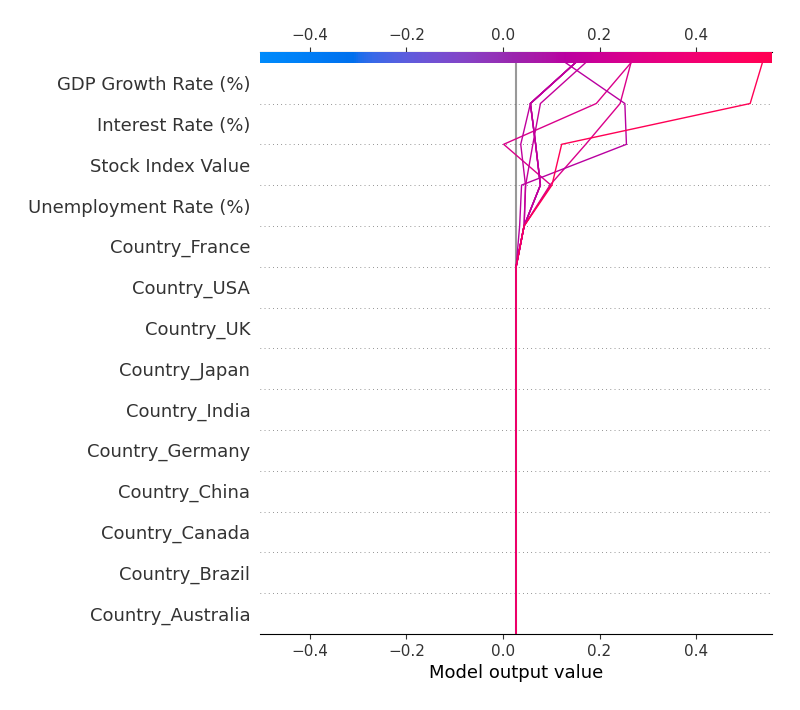 −0.4 −0.2 0.0 0.2 0.4
GDP Growth Rate (%)
Interest Rate (%)
Stock Index Value
Unemployment Rate (%)
Country_France
Country_USA
Country_UK
Country_Japan
Country_India
Country_Germany
Country_China
Country_Canada
Country_Brazil
Country_Australia
−0.4 −0.2 0.0 0.2 0.4
Model output value